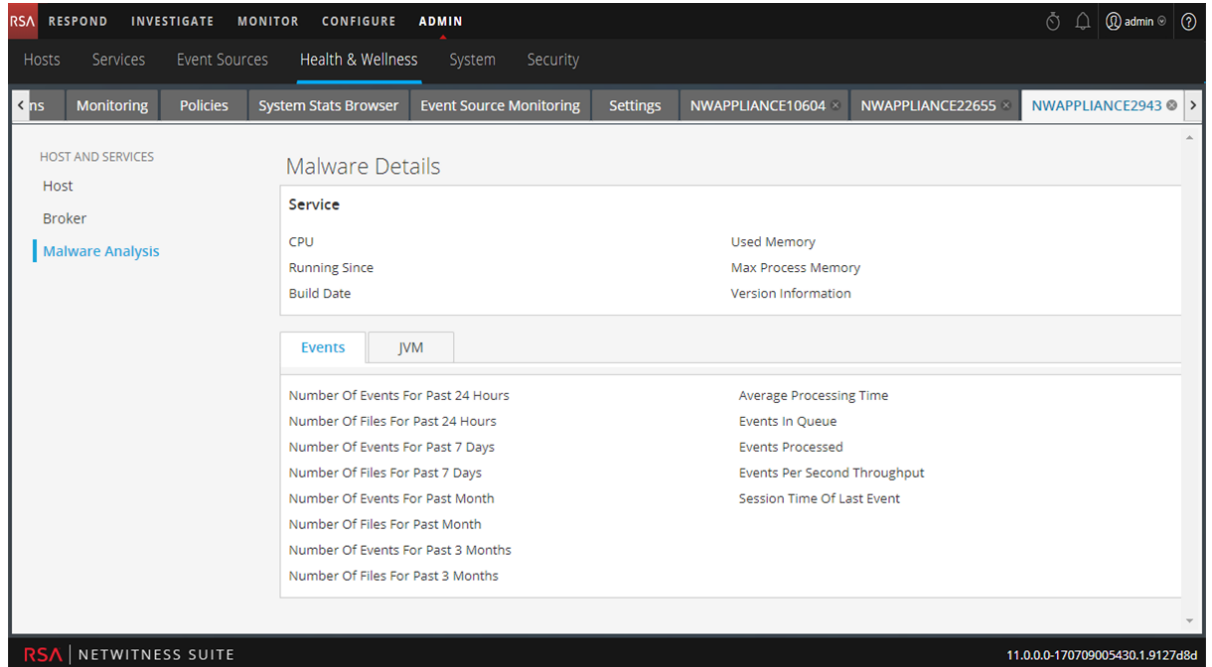 RSA RESPOND INVESTIGATE MONITOR CONFIGURE ADMIN admin
Hosts Services Event Sources Health & Wellness System Security
ns Monitoring Policies System Stats Browser Event Source Monitoring Settings NWAPPLIANCE10604 NWAPPLIANCE22655 NWAPPLIANCE2943
HOST AND SERVICES
Host
Broker
Malware Analysis
Malware Details
Service
CPU Used Memory
Running Since Max Process Memory
Build Date Version Information
Events JVM
Number Of Events For Past 24 Hours Average Processing Time
Number Of Files For Past 24 Hours Events In Queue
Number Of Events For Past 7 Days Events Processed
Number Of Files For Past 7 Days Events Per Second Throughput
Number Of Events For Past Month Session Time Of Last Event
Number Of Files For Past Month
Number Of Events For Past 3 Months
Number Of Files For Past 3 Months
RSA | NETWITNESS SUITE 11.0.0.0-170709005430.1.9127d8d